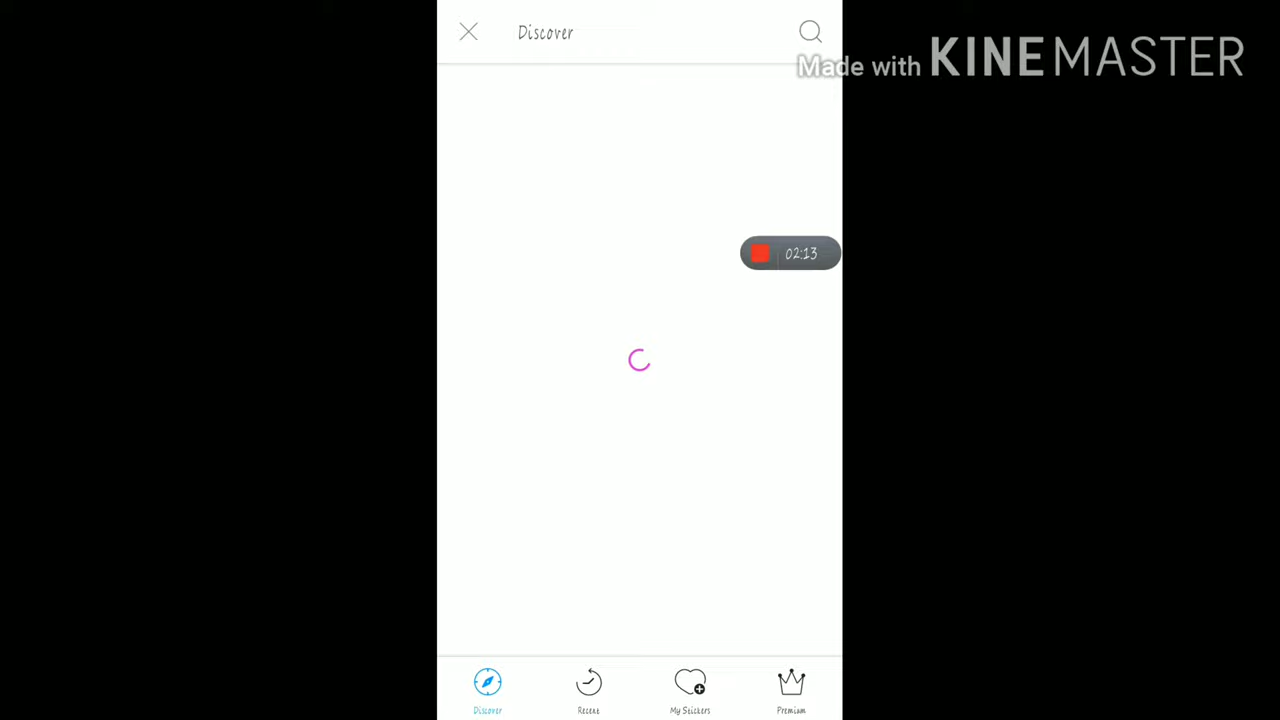 Discover
Made with KINEMASTER
02:13
Discover
Recent
My Stickers
Premium